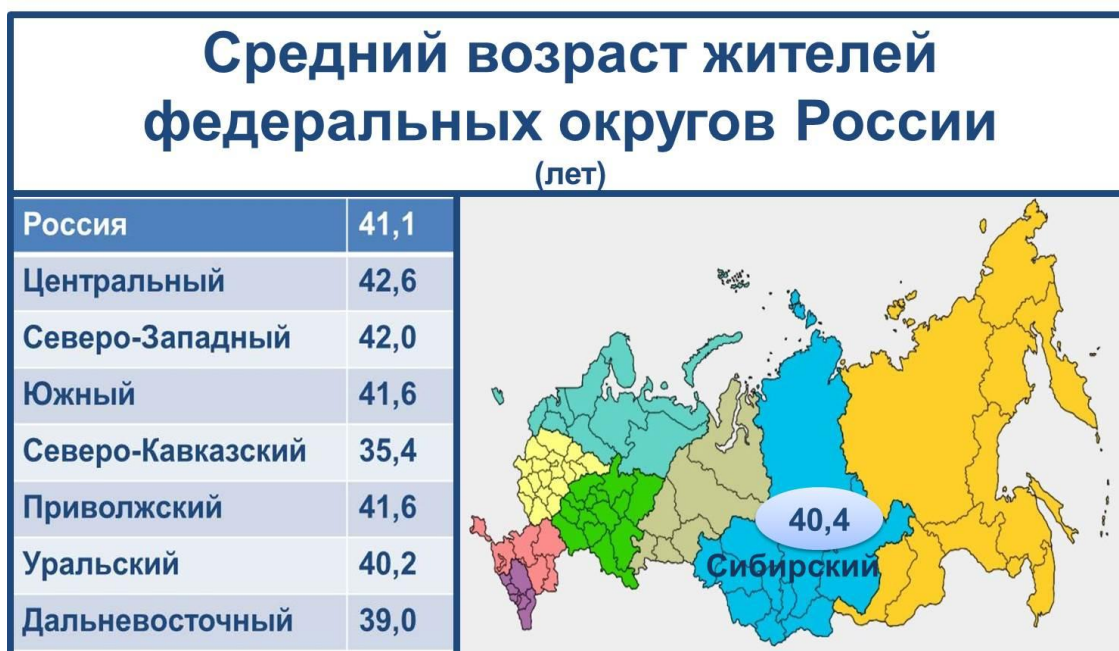 Средний возраст жителей
федеральных округов России
(лет)
Россия 41,1
Центральный 42,6
Северо-Западный 42,0
Южный 41,6
Северо-Кавказский 35,4
Приволжский 41,6
Уральский 40,2
Дальневосточный 39,0
40,4
Сибирский